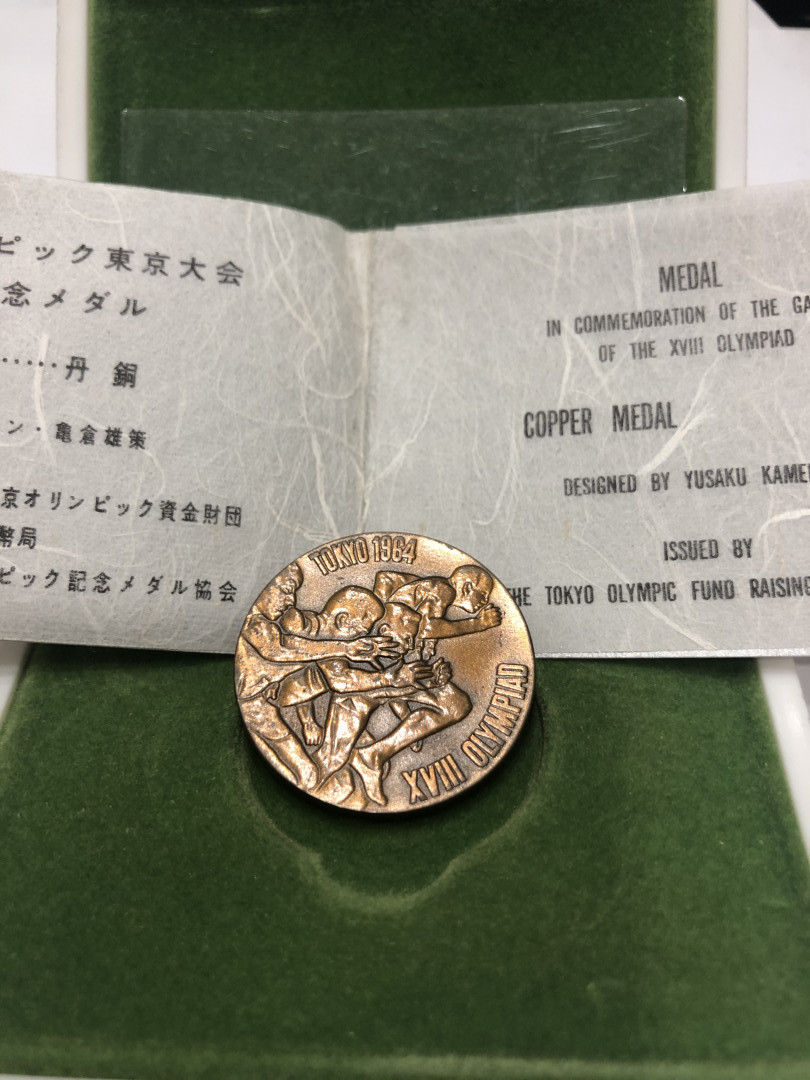 ピック東京大会
念メダル
……丹 銅
ン・亀倉雄策
京オリンピック資金財団
幣局
ピック記念メダル協会
MEDAL
IN COMMEMORATION OF THE GA
OF THE XVIII OLYMPIAD
COPPER MEDAL
DESIGNED BY YUSAKU KAME
ISSUED BY
THE TOKYO OLYMPIC FUND RAISING
TOKYO 1964
XVIII OLYMPIAD